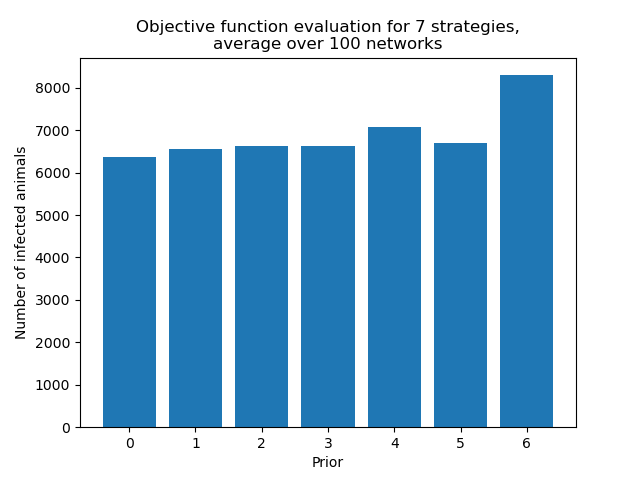 Objective function evaluation for 7 strategies,
average over 100 networks
8000
7000
6000
5000
4000
3000
2000
1000
0
Number of infected animals
0 1 2 3 4 5 6
Prior